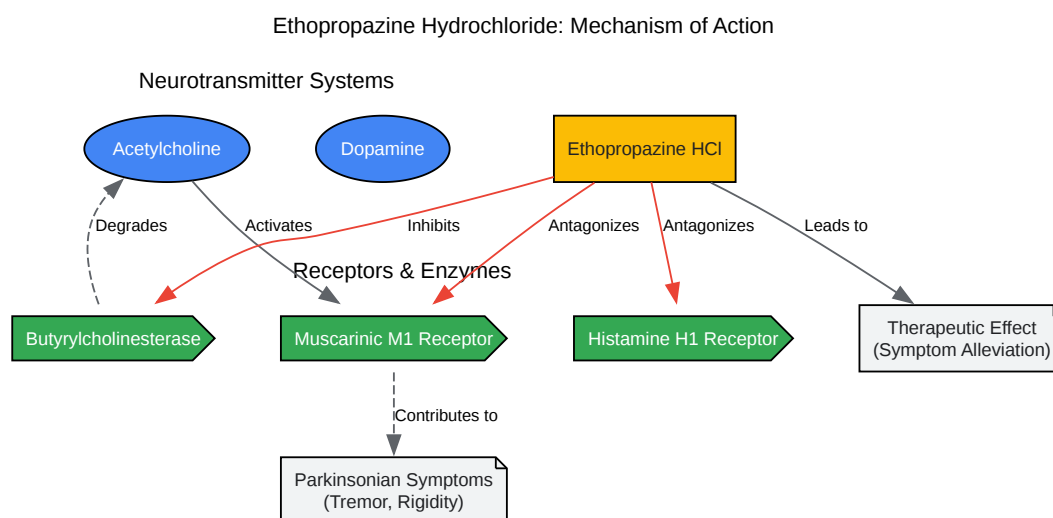 Ethopropazine Hydrochloride: Mechanism of Action
Neurotransmitter Systems
Acetylcholine
Dopamine
Ethopropazine HCl
Degrades
Activates
Inhibits
Antagonizes
Antagonizes
Leads to
Receptors & Enzymes
Butyrylcholinesterase
Muscarinic M1 Receptor
Histamine H1 Receptor
Therapeutic Effect
(Symptom Alleviation)
Contributes to
Parkinsonian Symptoms
(Tremor, Rigidity)